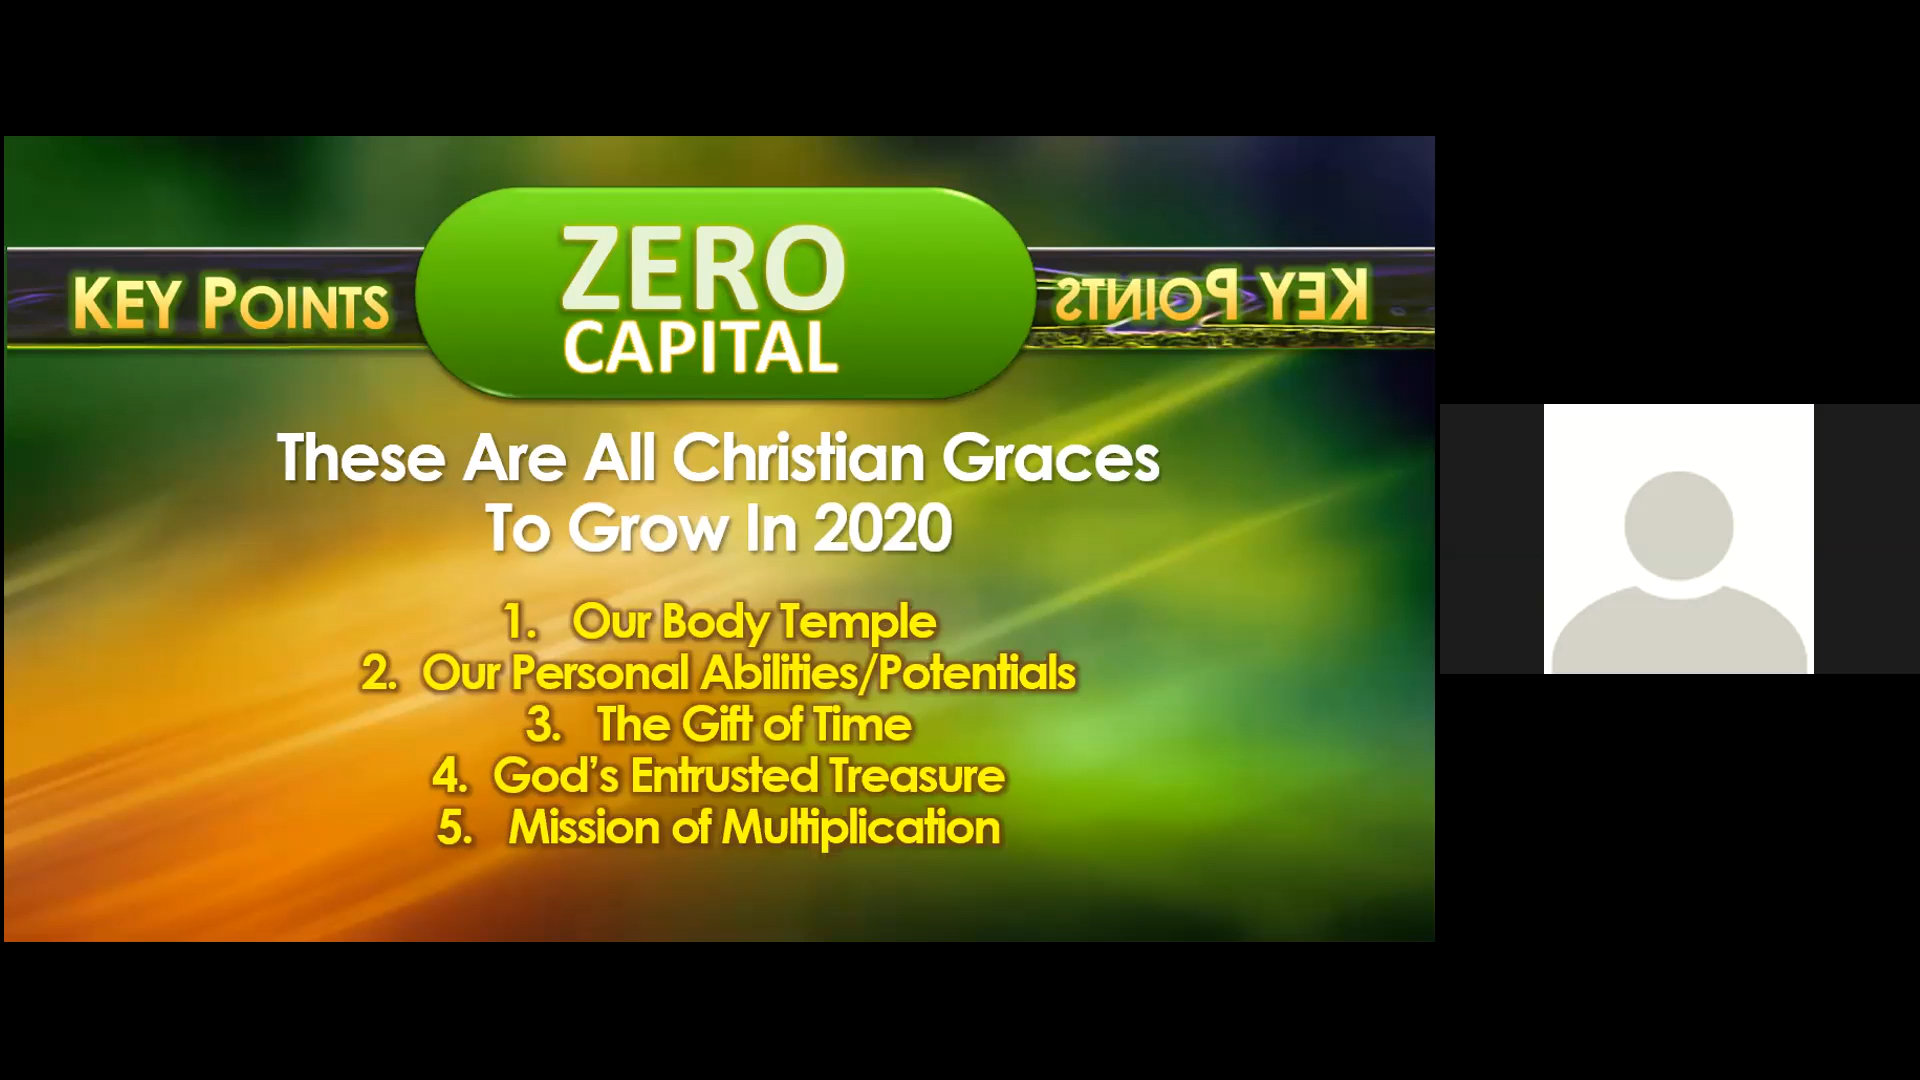 KEY POINTS
ZERO
CAPITAL
KEY POINTS
These Are All Christian Graces
To Grow In 2020
1. Our Body Temple
2. Our Personal Abilities/Potentials
3. The Gift of Time
4. God’s Entrusted Treasure
5. Mission of Multiplication